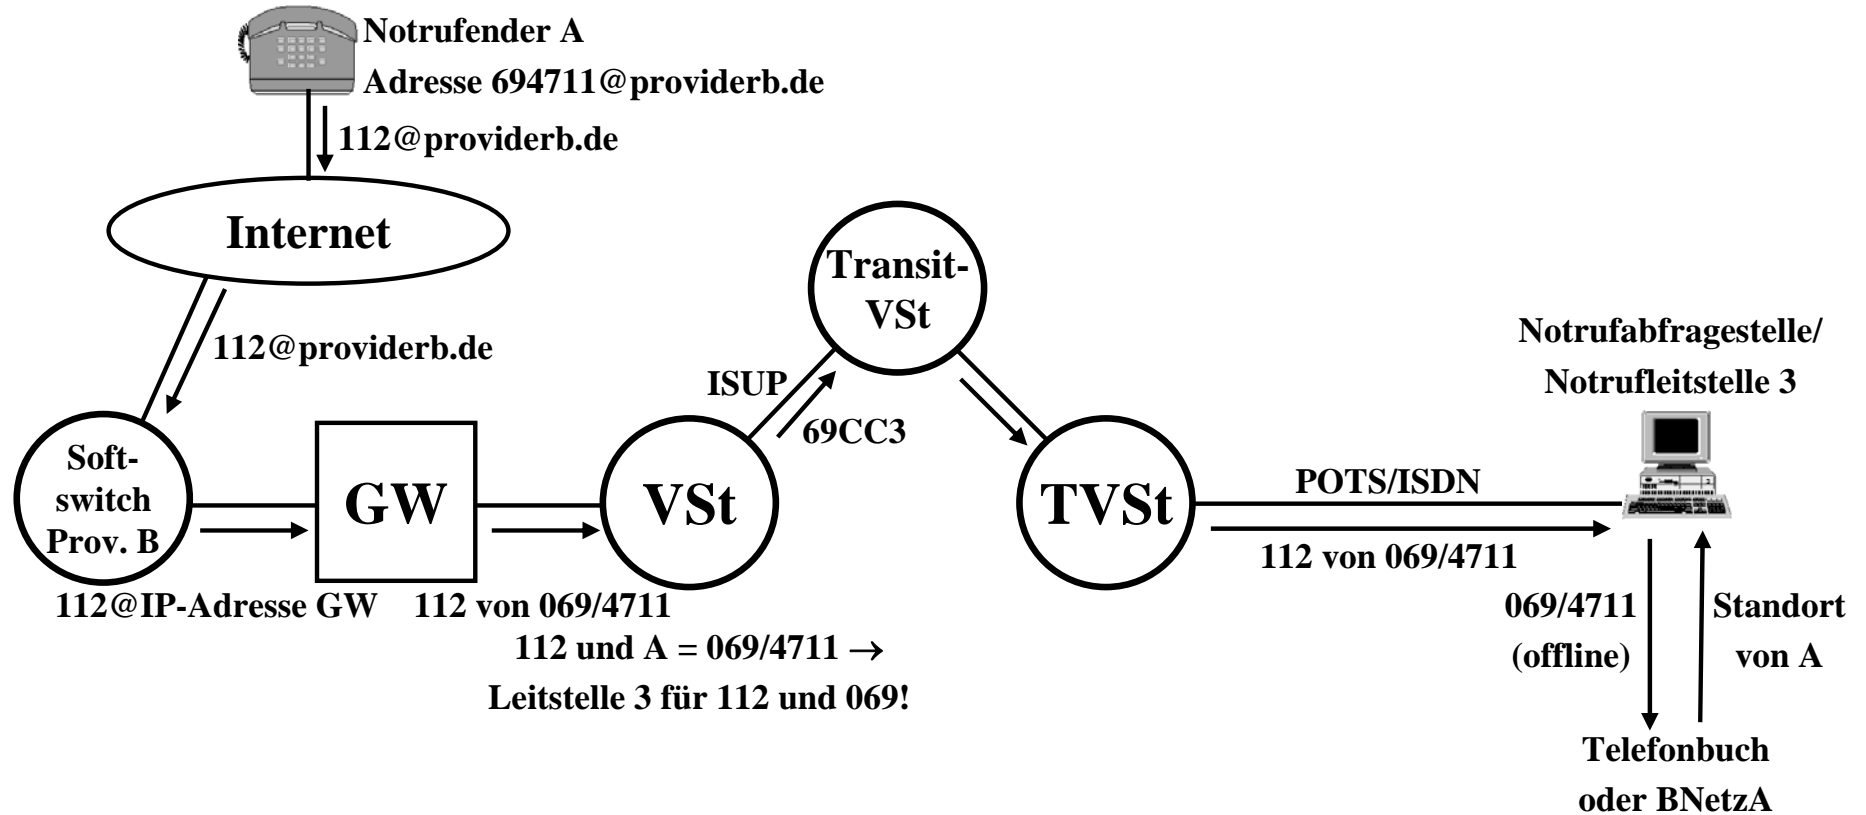 Notrufender A
Adresse 694711@providerb.de
112@providerb.de
Internet
112@providerb.de
Soft-
switch
Prov. B
GW
VSt
ISUP
69CC3
Transit-
VSt
TVSt
POTS/ISDN
112 von 069/4711
Notrufabfragestelle/
Notrufleitstelle 3
112@IP-Adresse GW
112 von 069/4711
112 und A = 069/4711 →
Leitstelle 3 für 112 und 069!
069/4711
(offline)
Standort
von A
Telefonbuch
oder BNetzA